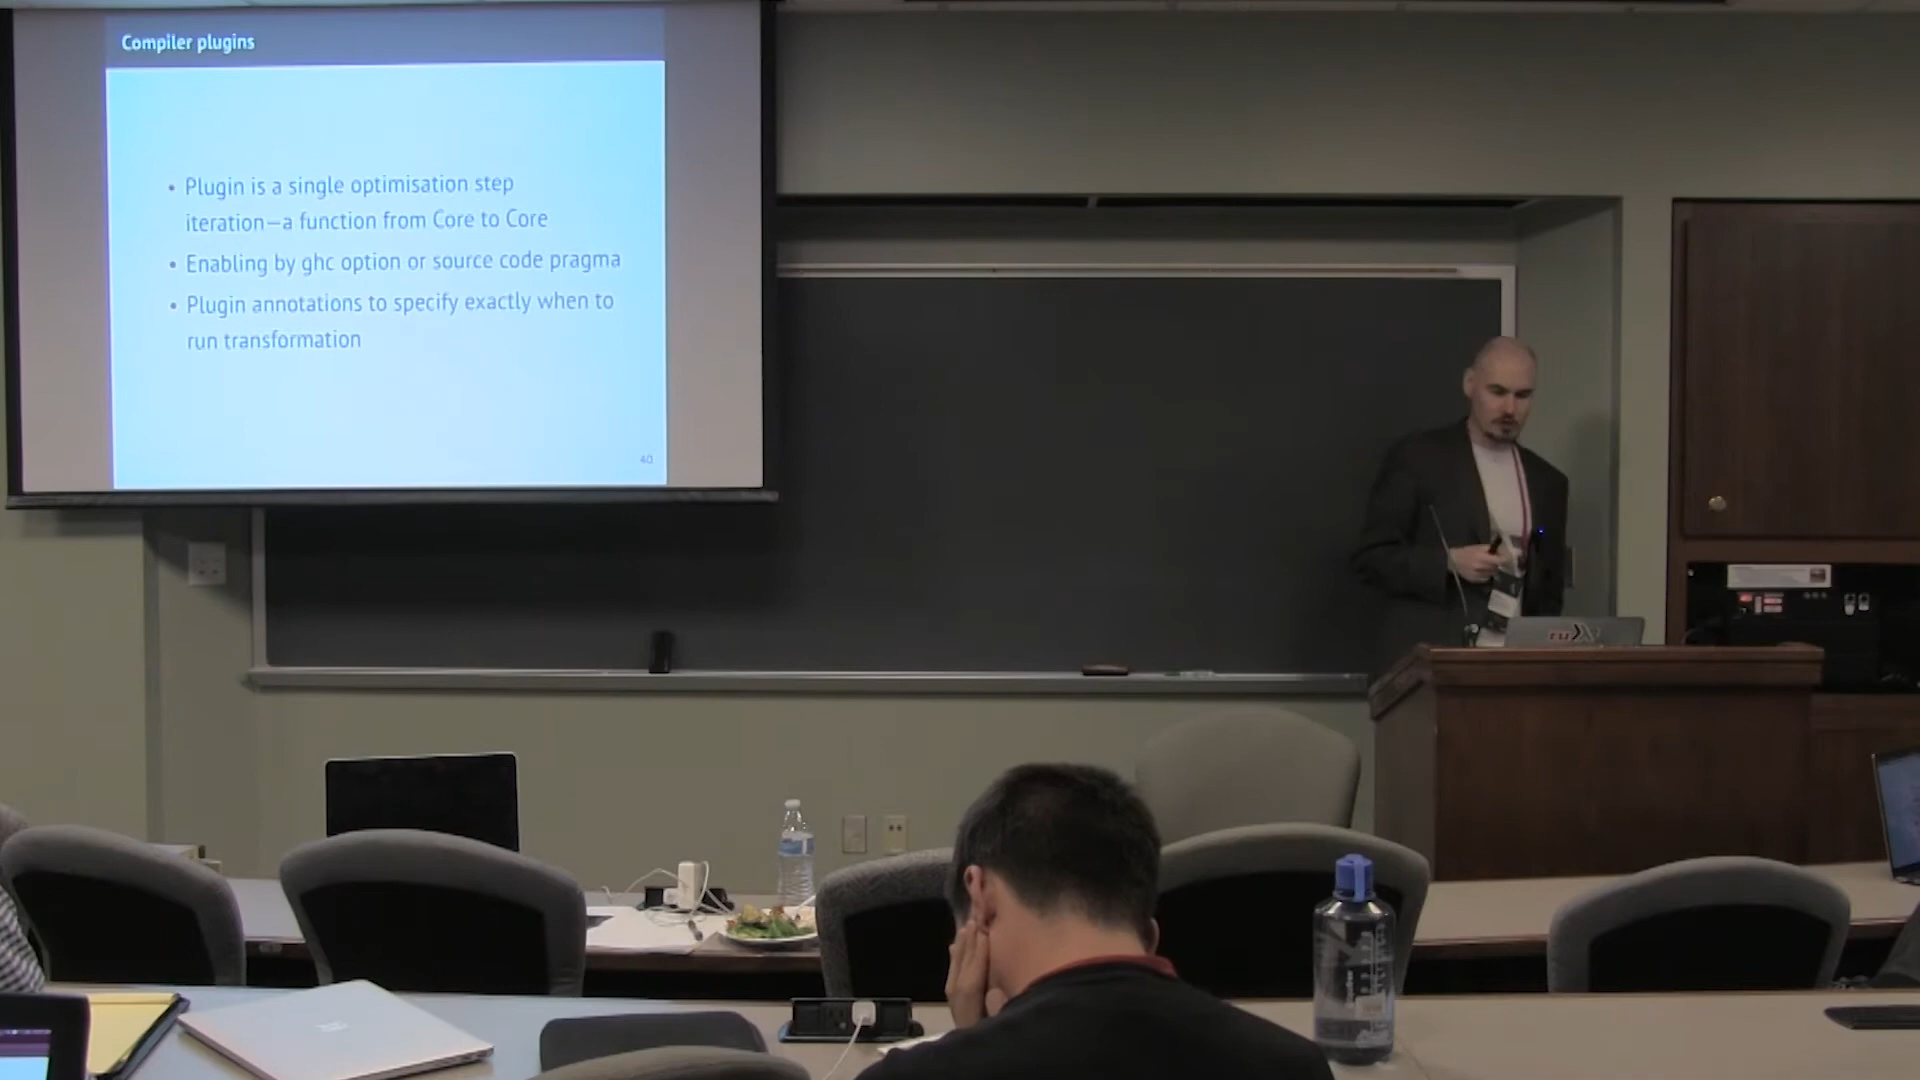 Compiler plugins
• Plugin is a single optimisation step
iteration—a function from Core to Core
• Enabling by ghc option or source code pragma
• Plugin annotations to specify exactly when to
run transformation
40